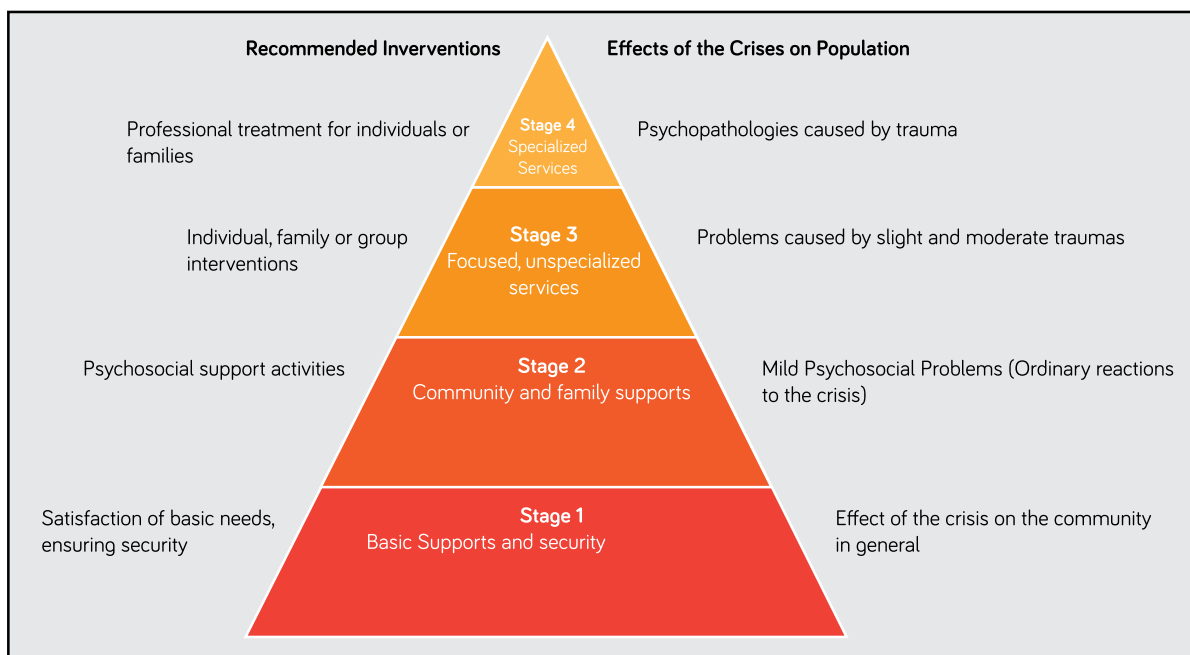 Recommended Inverventions
Effects of the Crises on Population
Professional treatment for individuals or
families
Stage 4
Specialized
Services
Psychopathologies caused by trauma
Individual, family or group
interventions
Stage 3
Focused, unspecialized
services
Problems caused by slight and moderate traumas
Psychosocial support activities
Stage 2
Community and family supports
Mild Psychosocial Problems (Ordinary reactions
to the crisis)
Satisfaction of basic needs,
ensuring security
Stage 1
Basic Supports and security
Effect of the crisis on the community
in general